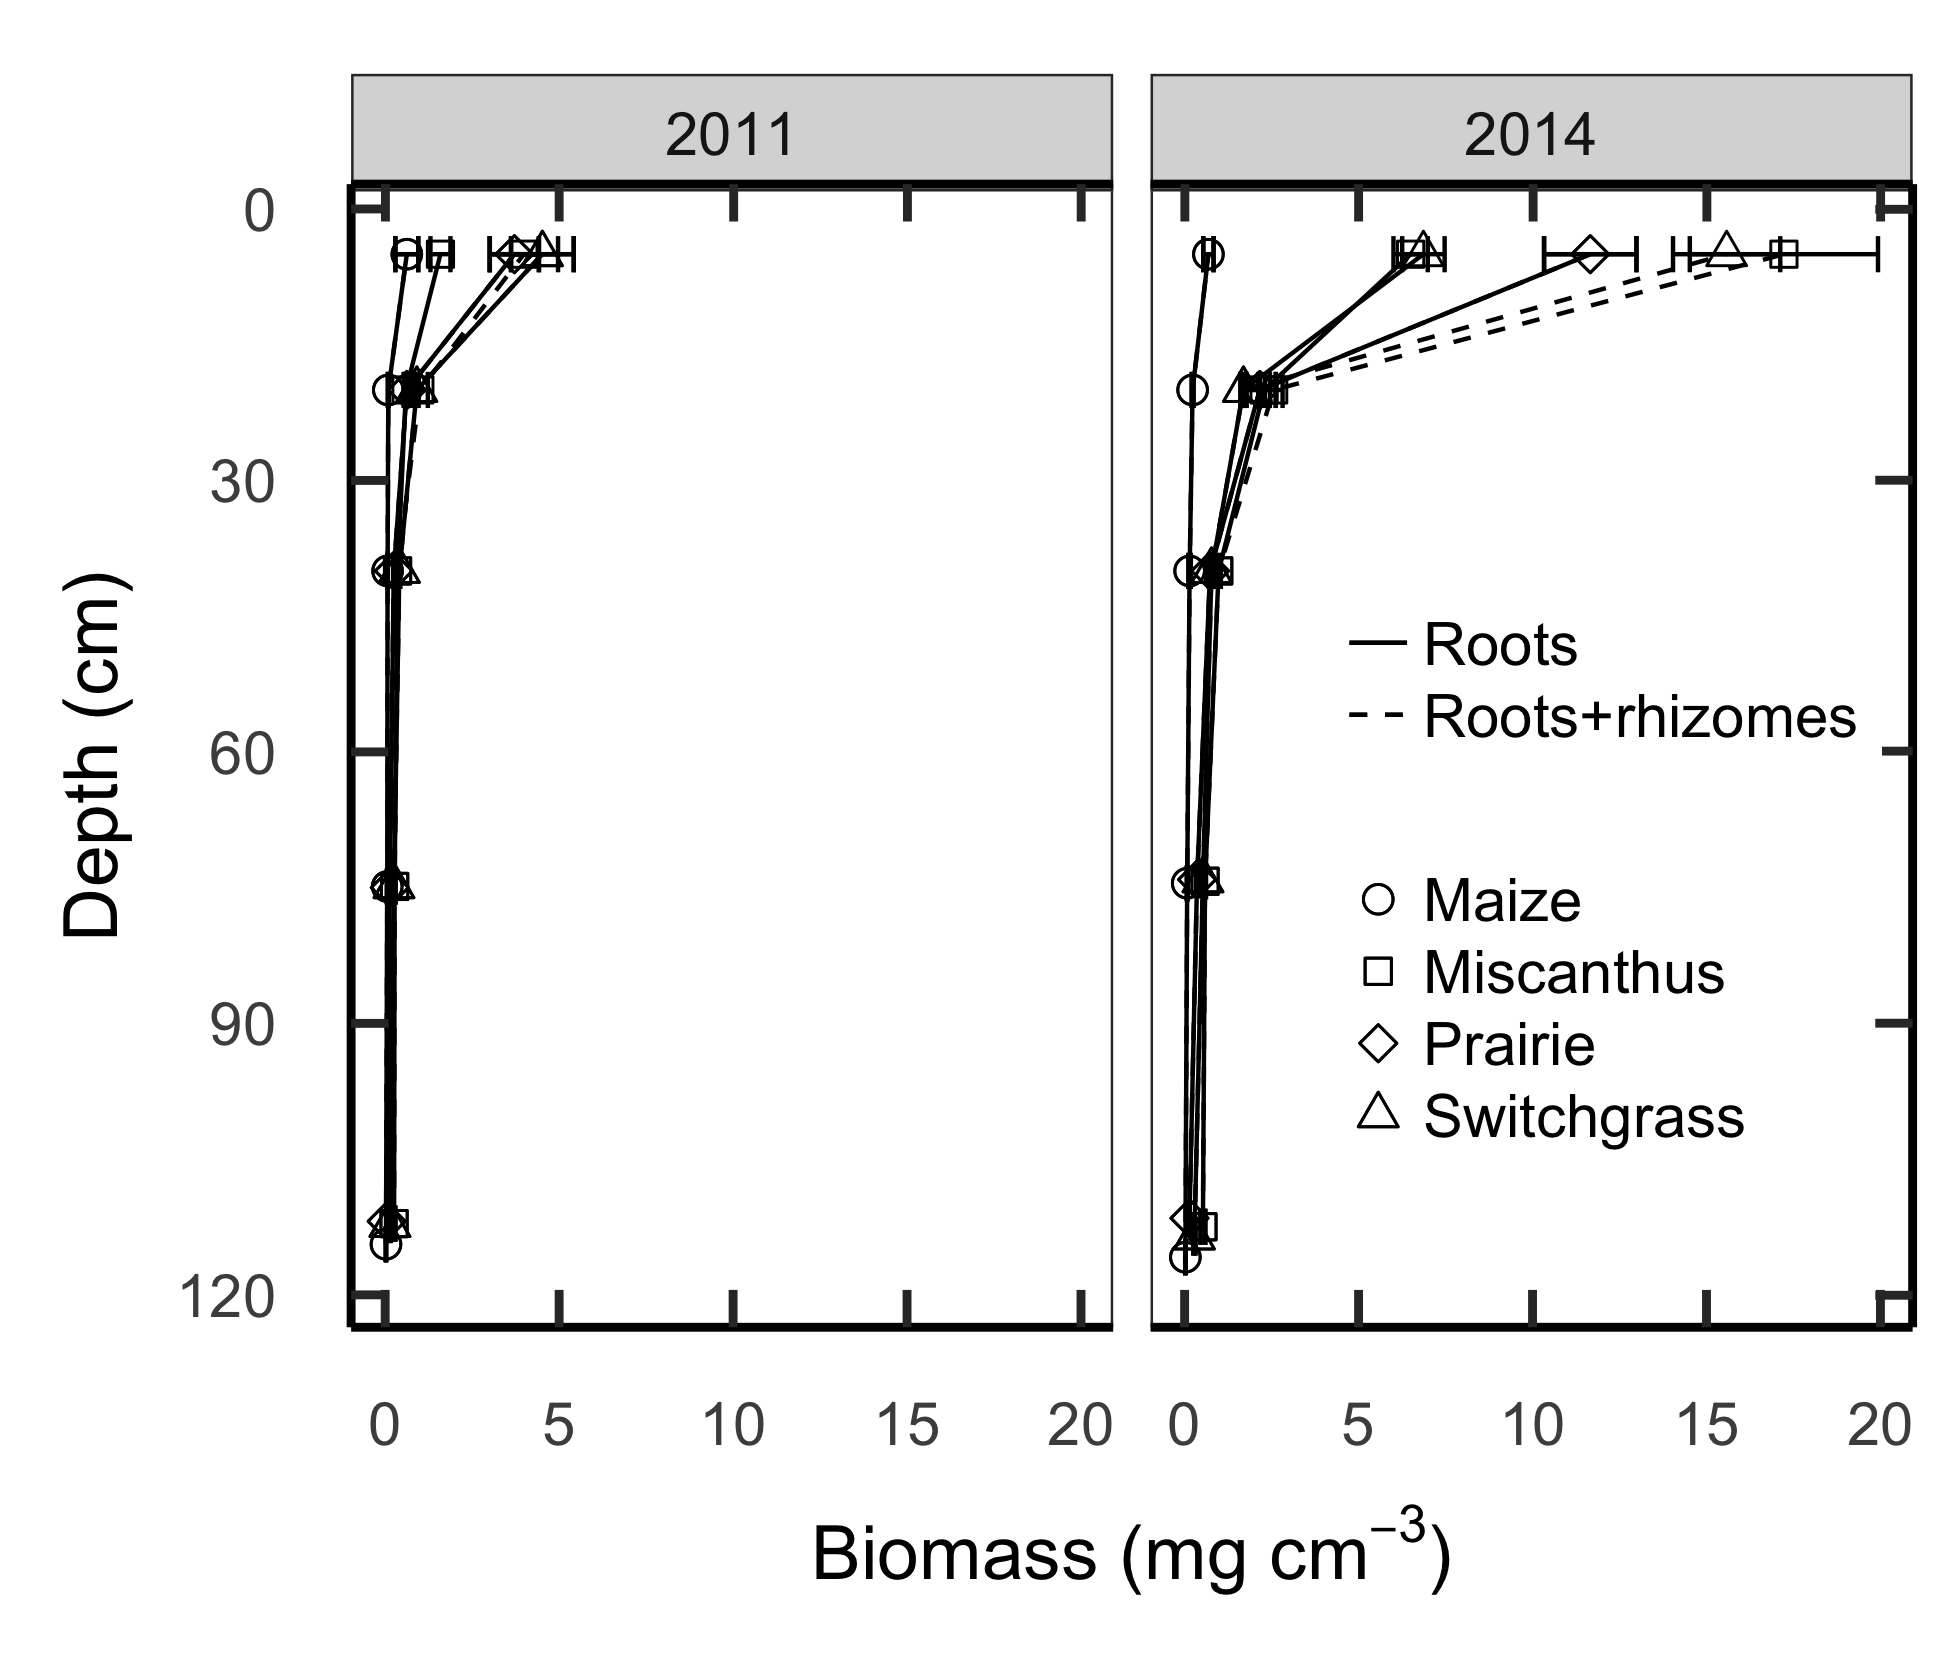 2011 2014
0
30
60
90
120
Depth (cm)
Roots
Roots+rhizomes
Maize
Miscanthus
Prairie
Switchgrass
0 5 10 15 20 0 5 10 15 20
Biomass (mg cm⁻³)